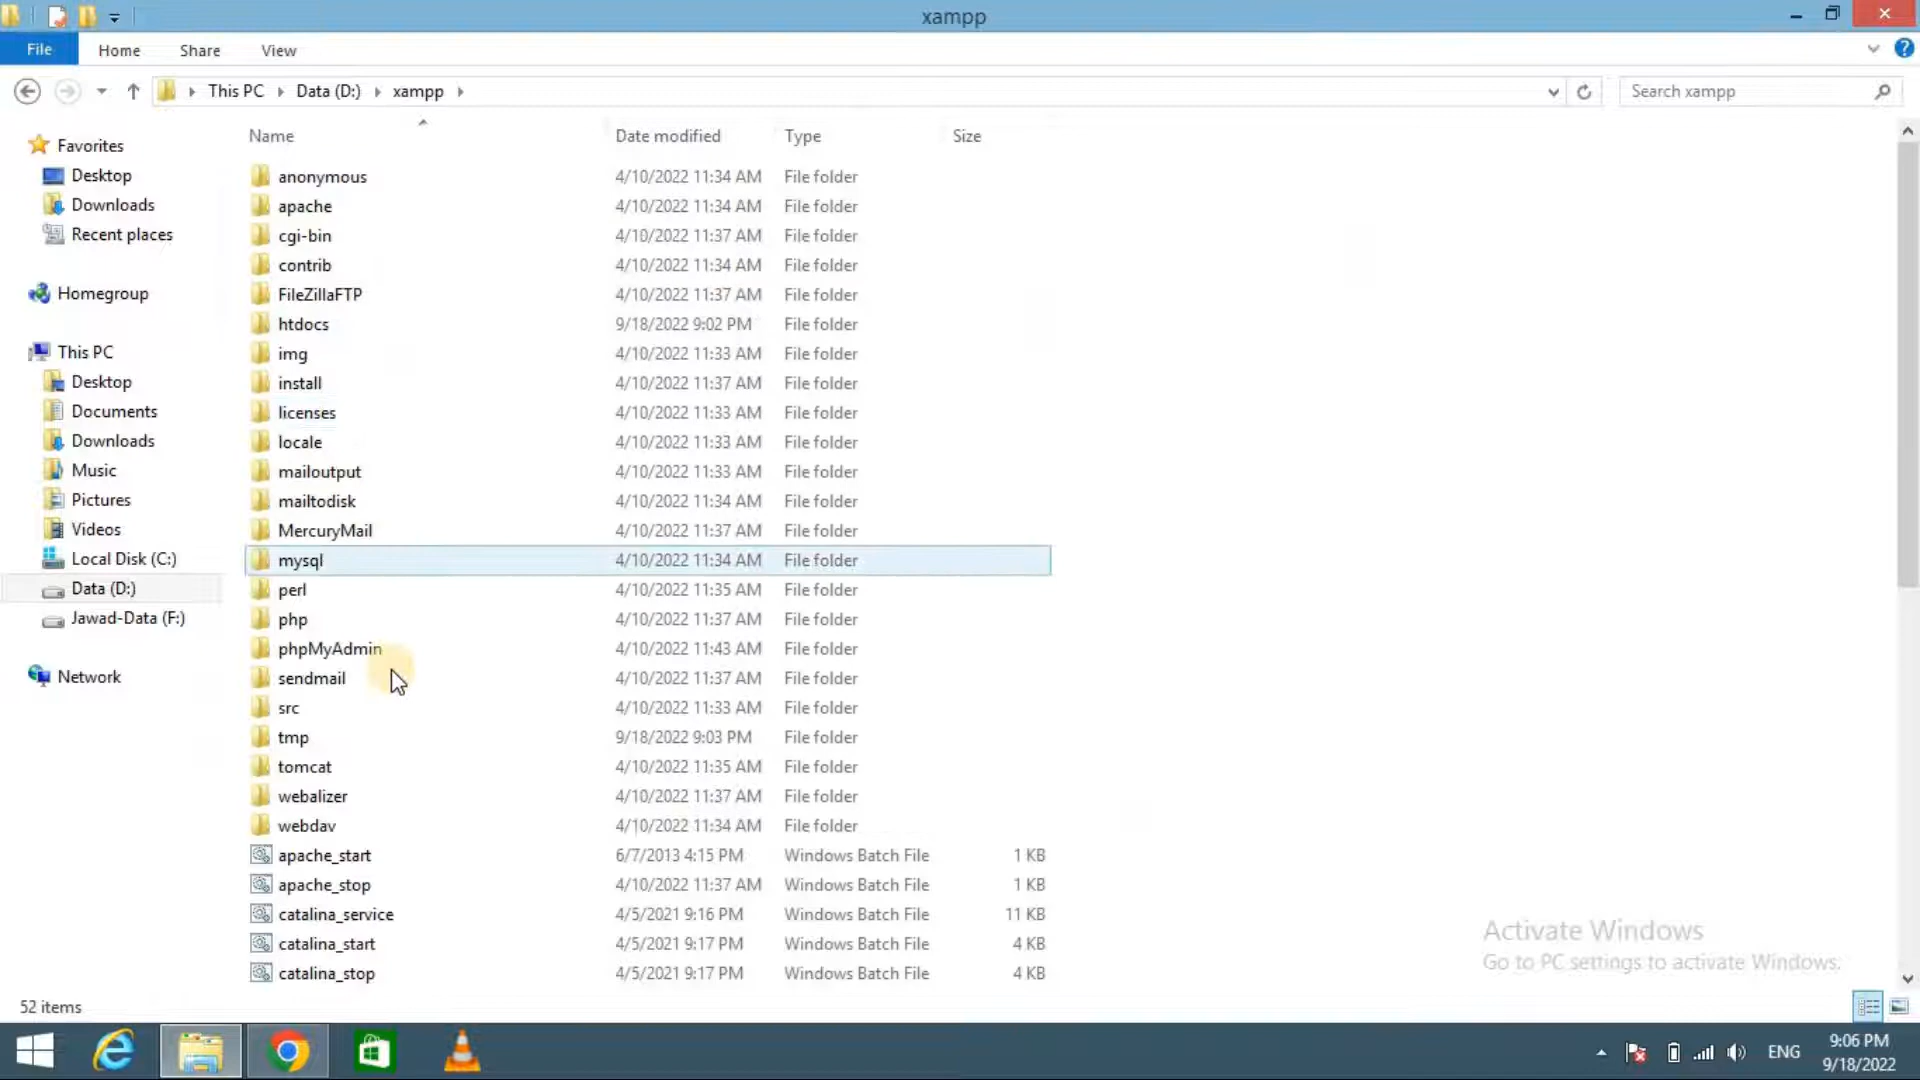 xampp
File Home Share View
This PC Data (D:) xampp Search xampp
Name Date modified Type Size
Favorites
Desktop
Downloads
Recent places
Homegroup
This PC
Desktop
Documents
Downloads
Music
Pictures
Videos
Local Disk (C:)
Data (D:)
Jawad-Data (F:)
Network
anonymous 4/10/2022 11:34 AM File folder
apache 4/10/2022 11:34 AM File folder
cgi-bin 4/10/2022 11:37 AM File folder
contrib 4/10/2022 11:34 AM File folder
FileZillaFTP 4/10/2022 11:37 AM File folder
htdocs 9/18/2022 9:02 PM File folder
img 4/10/2022 11:33 AM File folder
install 4/10/2022 11:37 AM File folder
licenses 4/10/2022 11:33 AM File folder
locale 4/10/2022 11:33 AM File folder
mailoutput 4/10/2022 11:33 AM File folder
mailtodisk 4/10/2022 11:34 AM File folder
MercuryMail 4/10/2022 11:37 AM File folder
mysql 4/10/2022 11:34 AM File folder
perl 4/10/2022 11:35 AM File folder
php 4/10/2022 11:37 AM File folder
phpMyAdmin 4/10/2022 11:43 AM File folder
sendmail 4/10/2022 11:37 AM File folder
src 4/10/2022 11:33 AM File folder
tmp 9/18/2022 9:03 PM File folder
tomcat 4/10/2022 11:35 AM File folder
webalizer 4/10/2022 11:37 AM File folder
webdav 4/10/2022 11:34 AM File folder
apache_start 6/7/2013 4:15 PM Windows Batch File 1 KB
apache_stop 4/10/2022 11:37 AM Windows Batch File 1 KB
catalina_service 4/5/2021 9:16 PM Windows Batch File 11 KB
catalina_start 4/5/2021 9:17 PM Windows Batch File 4 KB
catalina_stop 4/5/2021 9:17 PM Windows Batch File 4 KB
Activate Windows
Go to PC settings to activate Windows.
52 items
ENG
9:06 PM
9/18/2022